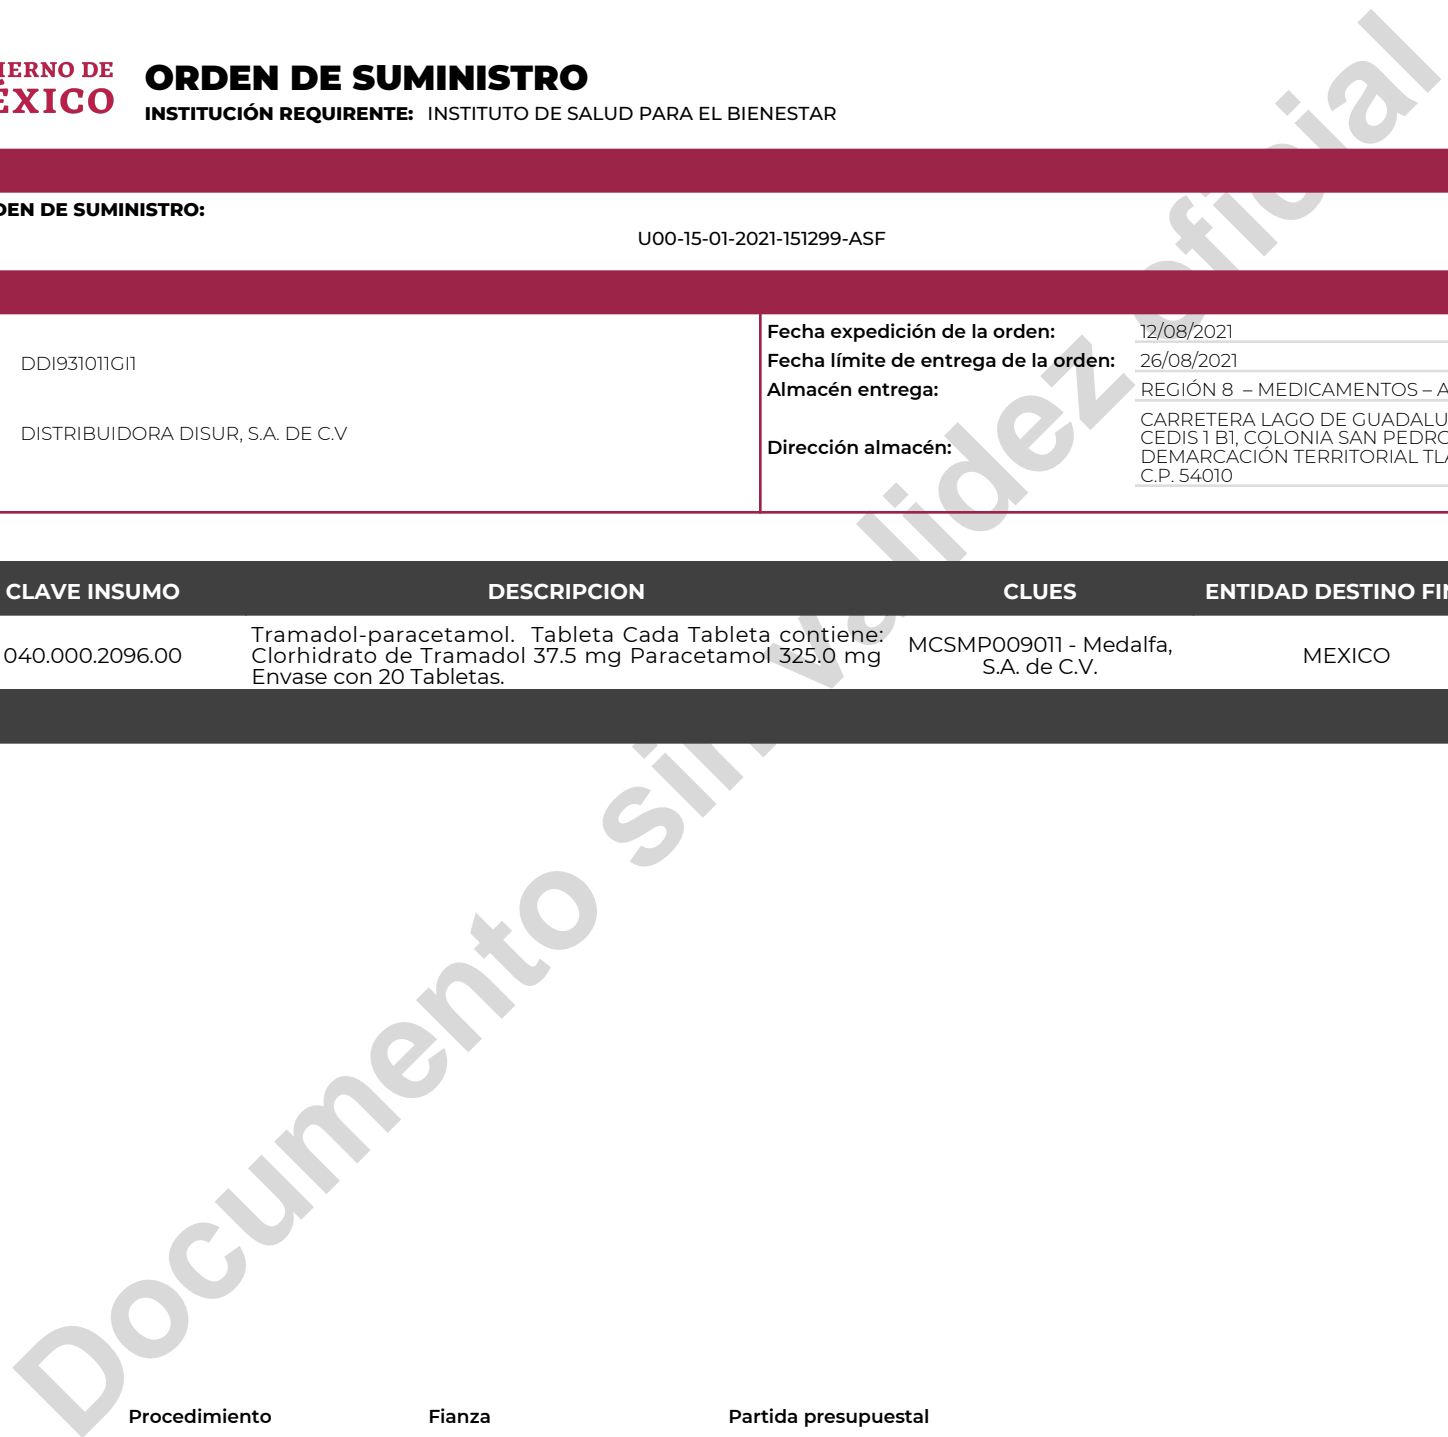 IERNO DE
ÉXICO
ORDEN DE SUMINISTRO
INSTITUCIÓN REQUIRENTE: INSTITUTO DE SALUD PARA EL BIENESTAR
DEN DE SUMINISTRO:
U00-15-01-2021-151299-ASF
DDI931011GI1
DISTRIBUIDORA DISUR, S.A. DE C.V
Fecha expedición de la orden: 12/08/2021
Fecha límite de entrega de la orden: 26/08/2021
Almacén entrega: REGIÓN 8 – MEDICAMENTOS – A
Dirección almacén: CARRETERA LAGO DE GUADALU
CEDIS 1 B1, COLONIA SAN PEDRO
DEMARCACIÓN TERRITORIAL TLA
C.P. 54010
CLAVE INSUMO DESCRIPCION CLUES ENTIDAD DESTINO FIN
040.000.2096.00
Tramadol-paracetamol. Tableta Cada Tableta contiene:
Clorhidrato de Tramadol 37.5 mg Paracetamol 325.0 mg
Envase con 20 Tabletas.
MCSMP009011 - Medalfa,
S.A. de C.V.
MEXICO
Documento sin validez oficial
Procedimiento Fianza Partida presupuestal